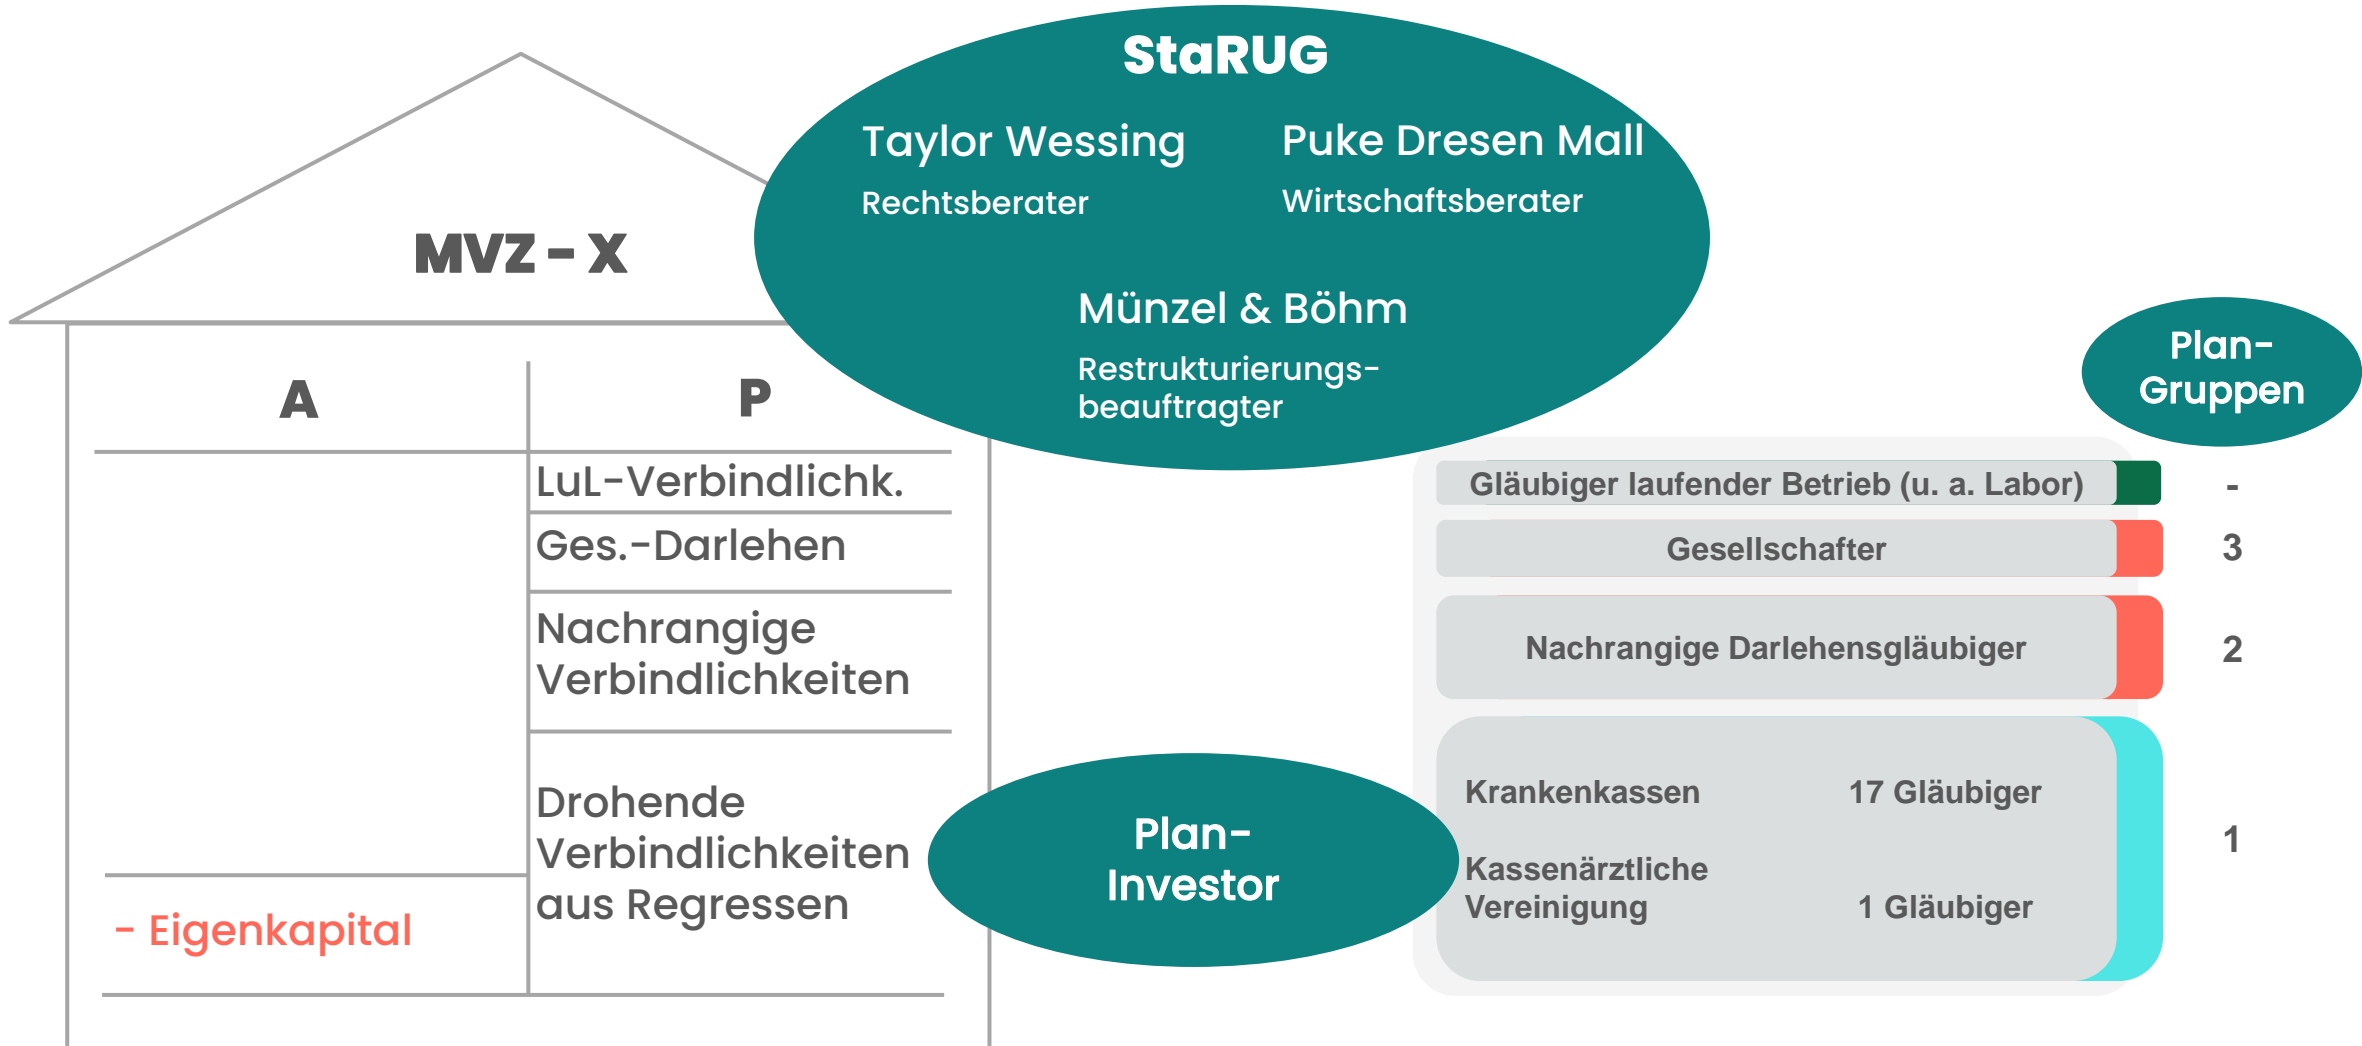 StaRUG
Taylor Wessing
Rechtsberater
Puke Dresen Mall
Wirtschaftsberater
Münzel & Böhm
Restrukturierungs-
beauftragter
MVZ - X
A
P
LuL-Verbindlichk.
Ges.-Darlehen
Nachrangige
Verbindlichkeiten
Drohende
Verbindlichkeiten
aus Regressen
- Eigenkapital
Plan-
Investor
Plan-
Gruppen
Gläubiger laufender Betrieb (u. a. Labor)
-
Gesellschafter
3
Nachrangige Darlehensgläubiger
2
Krankenkassen 17 Gläubiger
Kassenärztliche
Vereinigung 1 Gläubiger
1